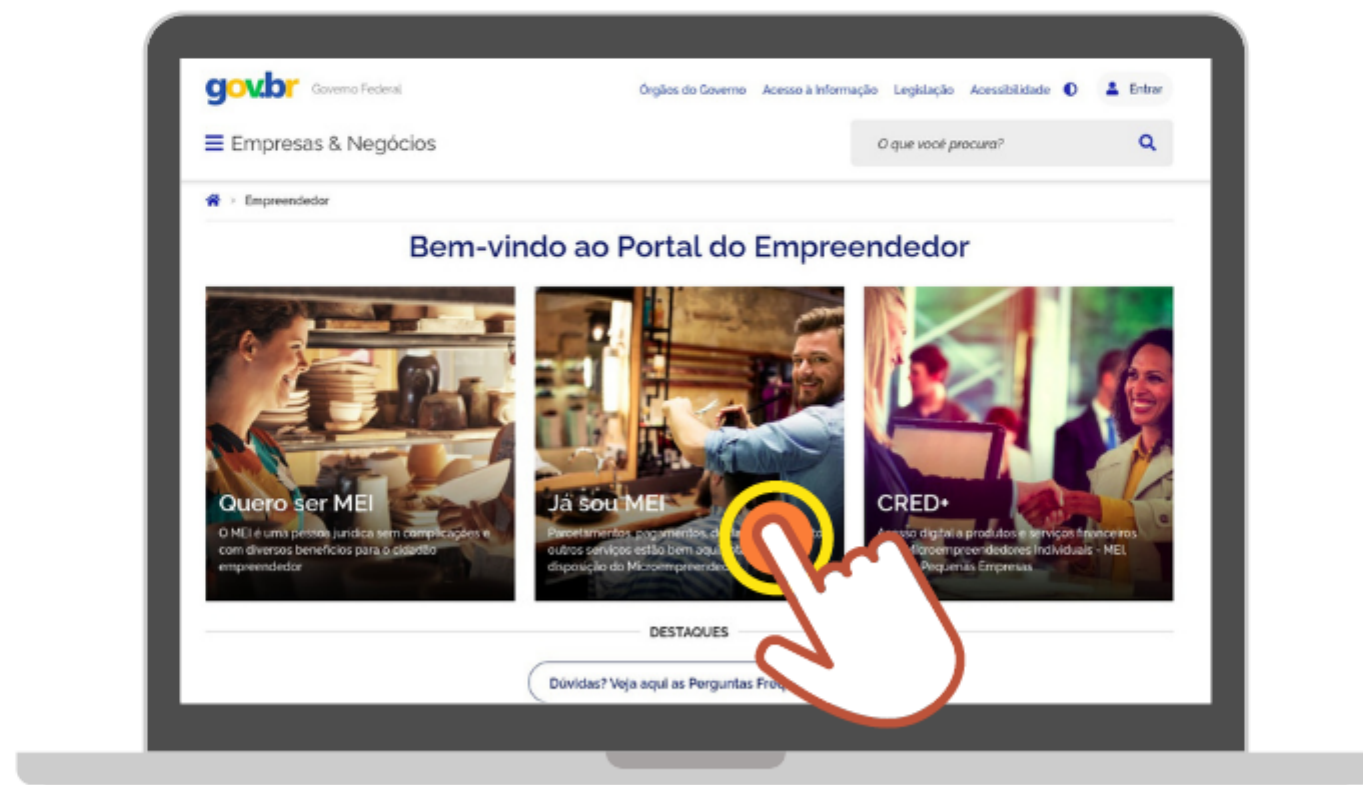 gov.br Governo Federal
Órgãos do Governo Acesso à Informação Legislação Acessibilidade Entrar
Empresas & Negócios
O que você procura?
Empreendedor
Bem-vindo ao Portal do Empreendedor
Quero ser MEI
O MEI é uma pessoa jurídica sem complicações e
com diversos benefícios para o cidadão
empreendedor
Já sou MEI
Parcelamentos, pagamentos,
outros serviços estão bem aqui
disposição do
CRED+
digital a produtos e serviços financeiros
Microempreendedores Individuais - MEI,
Pequenas Empresas
DESTAQUES
Dúvidas? Veja aqui as Perguntas